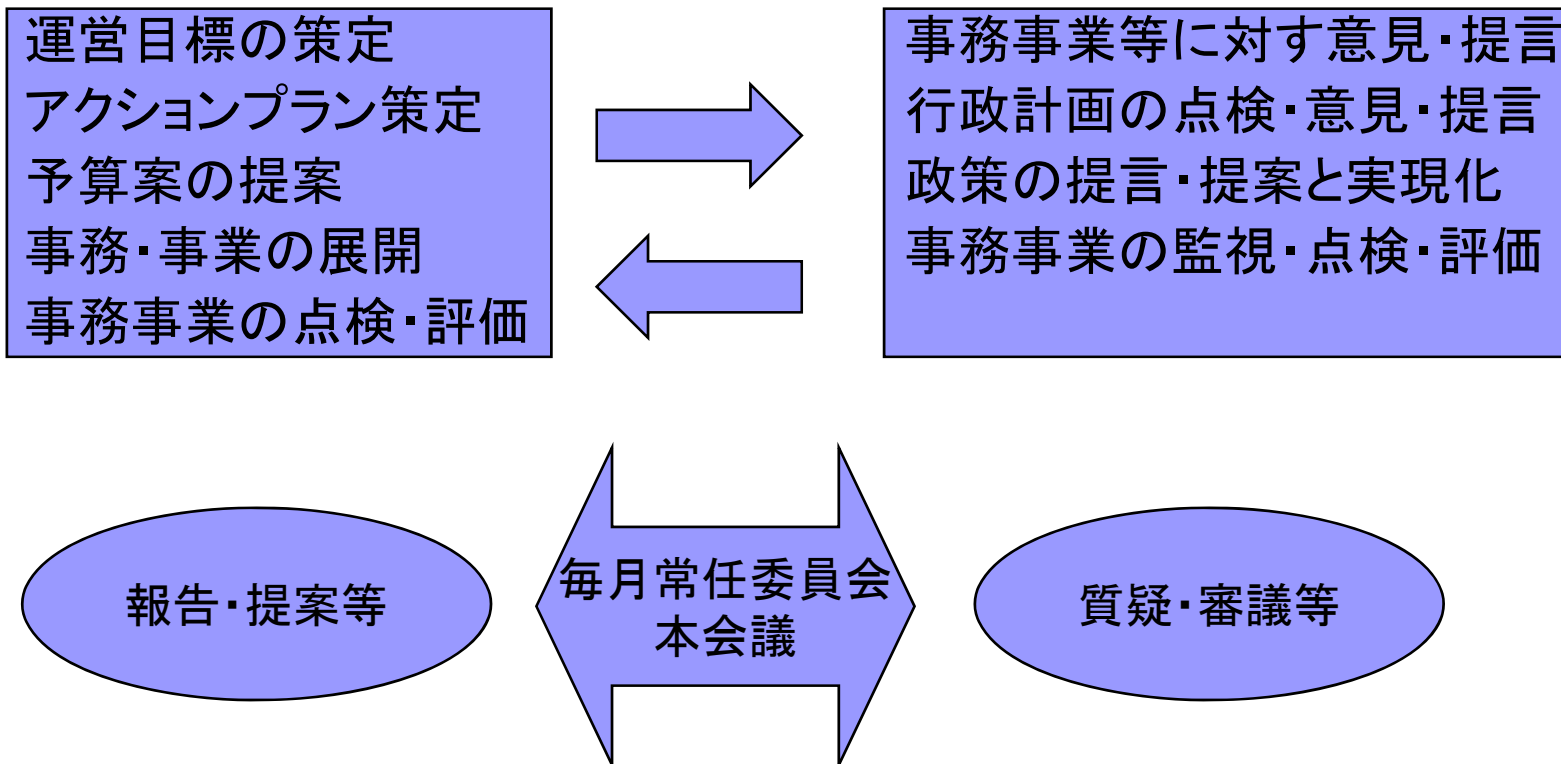 運営目標の策定
アクションプラン策定
予算案の提案
事務・事業の展開
事務事業の点検・評価
事務事業等に対す意見・提言
行政計画の点検・意見・提言
政策の提言・提案と実現化
事務事業の監視・点検・評価
報告・提案等
毎月常任委員会
本会議
質疑・審議等